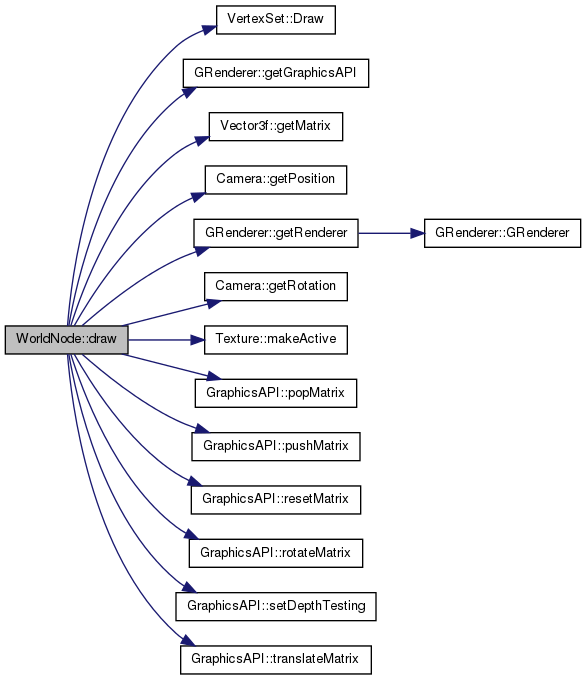 VertexSet::Draw
GRenderer::getGraphicsAPI
Vector3f::getMatrix
Camera::getPosition
GRenderer::getRenderer
GRenderer::GRenderer
Camera::getRotation
WorldNode::draw
Texture::makeActive
GraphicsAPI::popMatrix
GraphicsAPI::pushMatrix
GraphicsAPI::resetMatrix
GraphicsAPI::rotateMatrix
GraphicsAPI::setDepthTesting
GraphicsAPI::translateMatrix